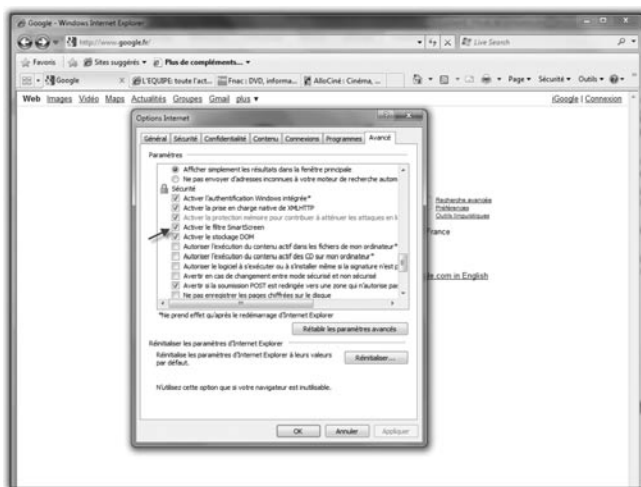 Google - Windows Internet Explorer
http://www.google.fr/
Live Search
Favoris Sites suggérés Plus de compléments...
Google L'EQUIPE: toute l'act... Fnac : DVD, informa... AlloCiné : Cinéma, ... Page Sécurité Outils
Web Images Vidéo Maps Actualités Groupes Gmail plus iGoogle | Connexion
Options Internet
Général Sécurité Confidentialité Contenu Connexions Programmes Avancé
Paramètres
Afficher simplement les résultats dans la fenêtre principale
Ne pas envoyer d'adresses inconnues à votre moteur de recherche autom
Sécurité
Activer l'authentification Windows intégrée*
Activer la prise en charge native de XMLHTTP
Activer la protection mémoire pour contribuer à atténuer les attaques en l
Activer le filtre SmartScreen
Activer le stockage DOM
Autoriser l'exécution du contenu actif dans les fichiers de mon ordinateur*
Autoriser l'exécution du contenu actif des CD sur mon ordinateur*
Autoriser le logiciel à s'exécuter ou à s'installer même si la signature n'est p
Avertir en cas de changement entre mode sécurisé et non sécurisé
Avertir si la soumission POST est redirigée vers une zone qui n'autorise pas
Ne pas enregistrer les pages chiffrées sur le disque
*Ne prend effet qu'après le redémarrage d'Internet Explorer
Rétablir les paramètres avancés
Réinitialiser les paramètres d'Internet Explorer
Réinitialise les paramètres d'Internet Explorer à leurs valeurs
par défaut.
Réinitialiser...
N'utilisez cette option que si votre navigateur est inutilisable.
OK Annuler Appliquer
Recherche avancée
Préférences
Outils linguistiques
France
le.com in English